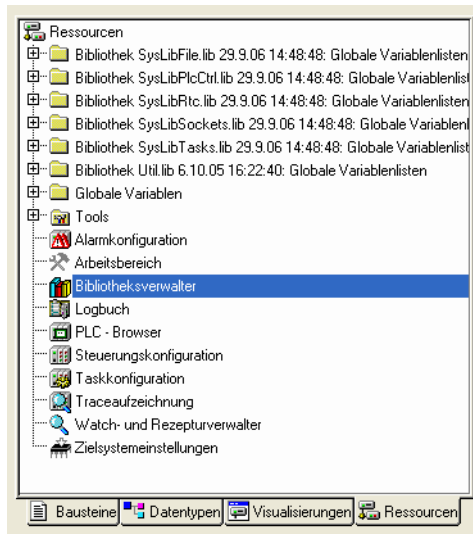 Ressourcen
Bibliothek SysLibFile.lib 29.9.06 14:48:48: Globale Variablenlisten
Bibliothek SysLibPlcCtrl.lib 29.9.06 14:48:48: Globale Variablenlist
Bibliothek SysLibRtc.lib 29.9.06 14:48:48: Globale Variablenlisten
Bibliothek SysLibSockets.lib 29.9.06 14:48:48: Globale Variablenl
Bibliothek SysLibTasks.lib 29.9.06 14:48:48: Globale Variablenlist
Bibliothek Util.lib 6.10.05 16:22:40: Globale Variablenlisten
Globale Variablen
Tools
Alarmkonfiguration
Arbeitsbereich
Bibliotheksverwalter
Logbuch
PLC - Browser
Steuerungskonfiguration
Taskkonfiguration
Traceaufzeichnung
Watch- und Rezepturverwalter
Zielsystemeinstellungen
Bausteine Datentypen Visualisierungen Ressourcen